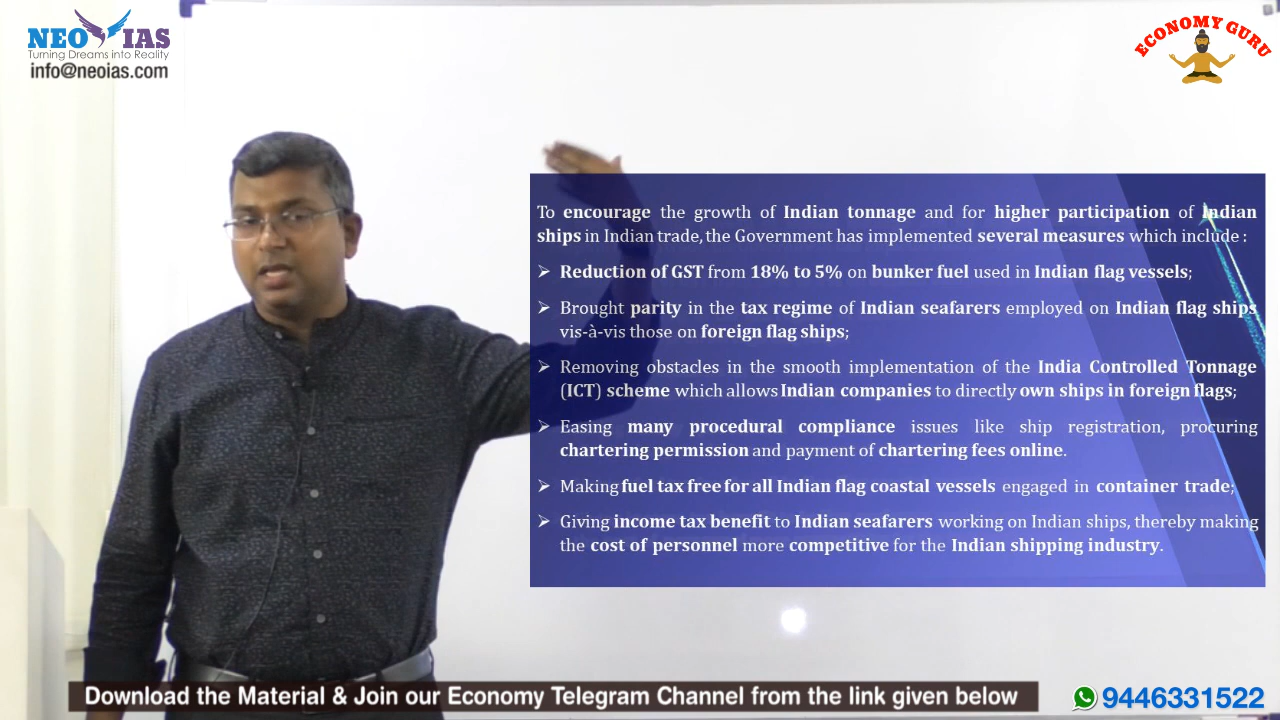 NEO IAS
Turning Dreams into Reality
info@neoias.com
ECONOMY GURU
To encourage the growth of Indian tonnage and for higher participation of Indian
ships in Indian trade, the Government has implemented several measures which include :
➢ Reduction of GST from 18% to 5% on bunker fuel used in Indian flag vessels;
➢ Brought parity in the tax regime of Indian seafarers employed on Indian flag ships
vis-à-vis those on foreign flag ships;
➢ Removing obstacles in the smooth implementation of the India Controlled Tonnage
(ICT) scheme which allows Indian companies to directly own ships in foreign flags;
➢ Easing many procedural compliance issues like ship registration, procuring
chartering permission and payment of chartering fees online.
➢ Making fuel tax free for all Indian flag coastal vessels engaged in container trade;
➢ Giving income tax benefit to Indian seafarers working on Indian ships, thereby making
the cost of personnel more competitive for the Indian shipping industry.
Download the Material & Join our Economy Telegram Channel from the link given below
9446331522